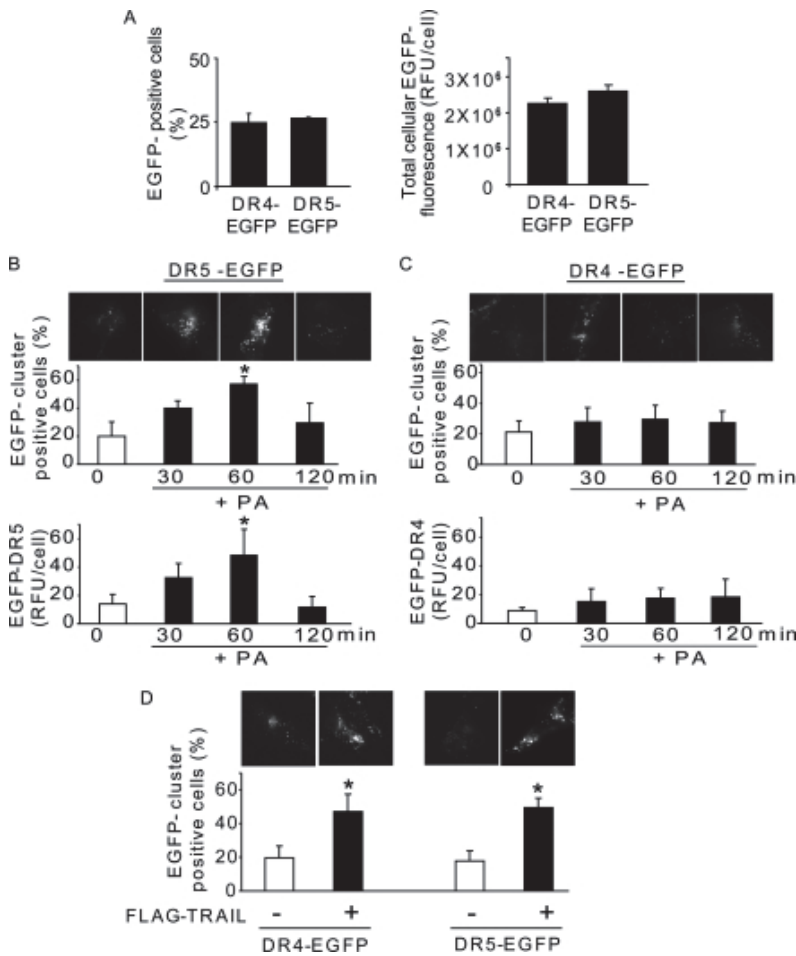 A
EGFP- positive cells (%)
50
25
0
DR4-EGFP
DR5-EGFP
Total cellular EGFP-fluorescence (RFU/cell)
3X10⁶
2X10⁶
1X10⁶
0
DR4-EGFP
DR5-EGFP
B
DR5 -EGFP
EGFP- cluster positive cells (%)
60
40
20
0
*
0 30 60 120 min
+ PA
EGFP-DR5 (RFU/cell)
60
40
20
0
*
0 30 60 120 min
+ PA
C
DR4 -EGFP
EGFP- cluster positive cells (%)
60
40
20
0
0 30 60 120 min
+ PA
EGFP-DR4 (RFU/cell)
60
40
20
0
0 30 60 120 min
+ PA
D
EGFP- cluster positive cells (%)
60
40
20
0
* *
FLAG-TRAIL - + - +
DR4-EGFP DR5-EGFP